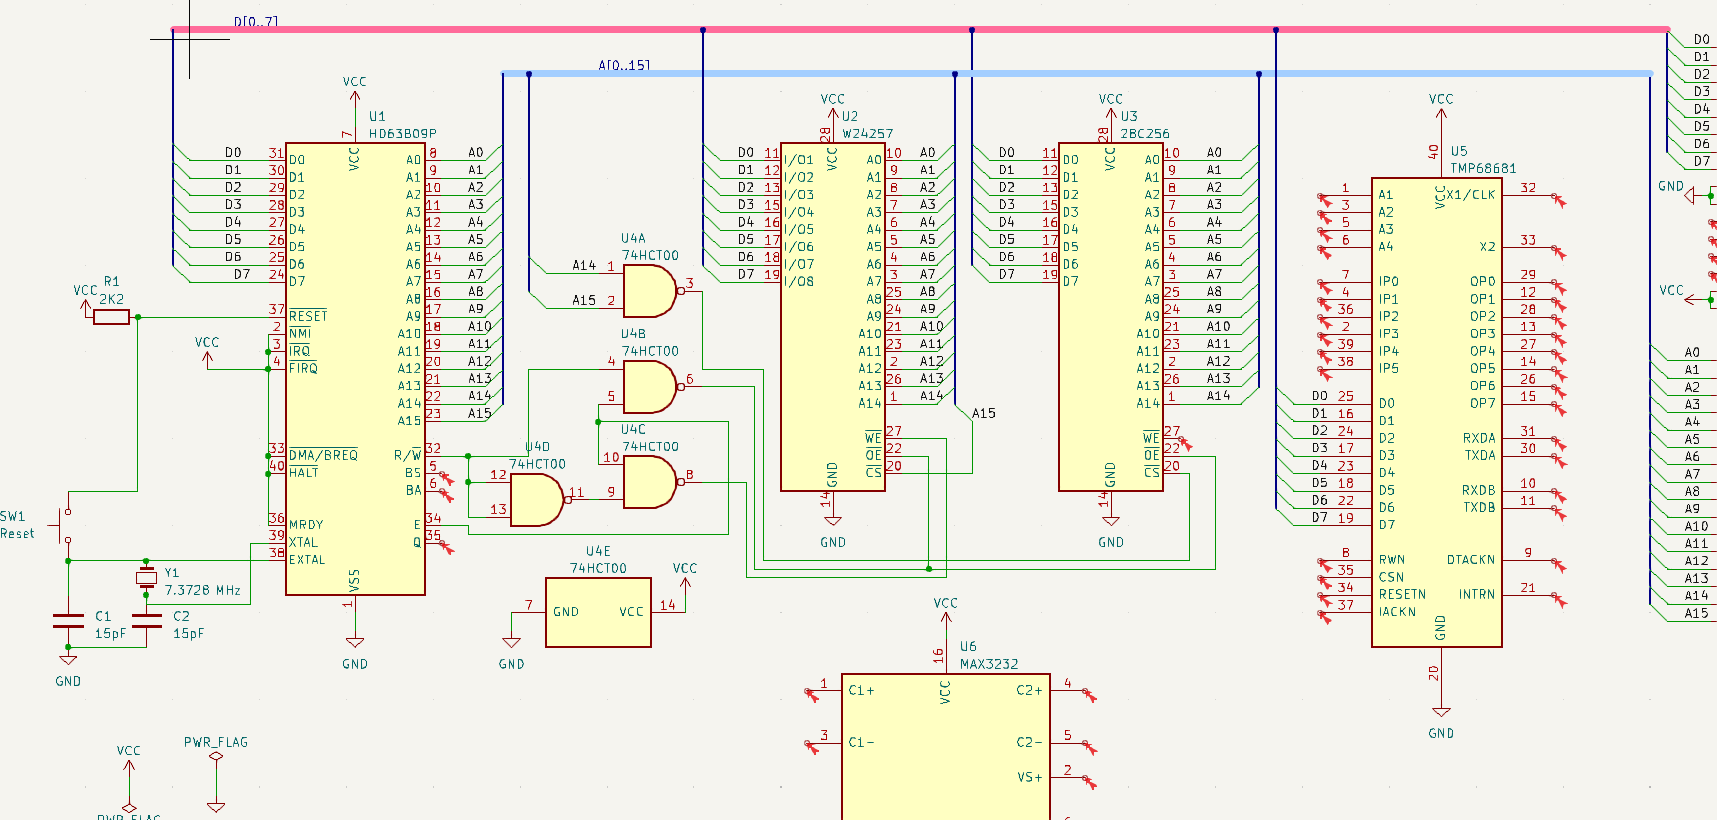 D[0..7]
A[0..15]
VCC
7
U1
HD63B09P
VCC
D0 31 D0
D1 30 D1
D2 29 D2
D3 28 D3
D4 27 D4
D5 26 D5
D6 25 D6
D7 24 D7
37 RESET
2 NMI
3 IRQ
4 FIRQ
33 DMA/BREQ
40 HALT
36 MRDY
39 XTAL
38 EXTAL
A0 8 A0
A1 9 A1
A2 10 A2
A3 11 A3
A4 12 A4
A5 13 A5
A6 14 A6
A7 15 A7
A8 16 A8
A9 17 A9
A10 18 A10
A11 19 A11
A12 20 A12
A13 21 A13
A14 22 A14
A15 23 A15
R/W 32
BS 5
BA 6
E 34
Q 35
VSS
1
GND
R1
2K2
VCC
VCC
SW1
Reset
Y1
7.3728 MHz
C1
15pF
C2
15pF
GND
U4A
74HCT00
A14 1
A15 2
3
U4B
74HCT00
4
5
6
U4C
74HCT00
10
9
8
U4D
74HCT00
12
13
11
U4E
74HCT00
7 GND
VCC 14
VCC
GND
VCC
28
U2
W24257
VCC
D0 11 I/O1
D1 12 I/O2
D2 13 I/O3
D3 15 I/O4
D4 16 I/O5
D5 17 I/O6
D6 18 I/O7
D7 19 I/O8
A0 10 A0
A1 9 A1
A2 8 A2
A3 7 A3
A4 6 A4
A5 5 A5
A6 4 A6
A7 3 A7
A8 25 A8
A9 24 A9
A10 21 A10
A11 23 A11
A12 2 A12
A13 26 A13
A14 1 A14
A15
WE 27
OE 22
CS 20
GND
14
GND
VCC
28
U3
2BC256
VCC
D0 11 D0
D1 12 D1
D2 13 D2
D3 15 D3
D4 16 D4
D5 17 D5
D6 18 D6
D7 19 D7
A0 10 A0
A1 9 A1
A2 8 A2
A3 7 A3
A4 6 A4
A5 5 A5
A6 4 A6
A7 3 A7
A8 25 A8
A9 24 A9
A10 21 A10
A11 23 A11
A12 2 A12
A13 26 A13
A14 1 A14
WE 27
OE 22
CS 20
GND
14
GND
VCC
40
U5
TMP68681
VCC
1 A1
3 A2
5 A3
6 A4
7 IP0
4 IP1
36 IP2
2 IP3
39 IP4
38 IP5
D0 25 D0
D1 16 D1
D2 24 D2
D3 17 D3
D4 23 D4
D5 18 D5
D6 22 D6
D7 19 D7
8 RWN
35 CSN
34 RESETN
37 IACKN
X1/CLK 32
X2 33
OP0 29
OP1 12
OP2 28
OP3 13
OP4 27
OP5 14
OP6 26
OP7 15
RXDA 31
TXDA 30
RXDB 10
TXDB 11
DTACKN 9
INTRN 21
GND
20
GND
D0
D1
D2
D3
D4
D5
D6
D7
GND
VCC
A0
A1
A2
A3
A4
A5
A6
A7
A8
A9
A10
A11
A12
A13
A14
A15
VCC
16
U6
MAX3232
VCC
1 C1+
3 C1-
C2+ 4
C2- 5
VS+ 2
VCC
PWR_FLAG
PWR_FLAG